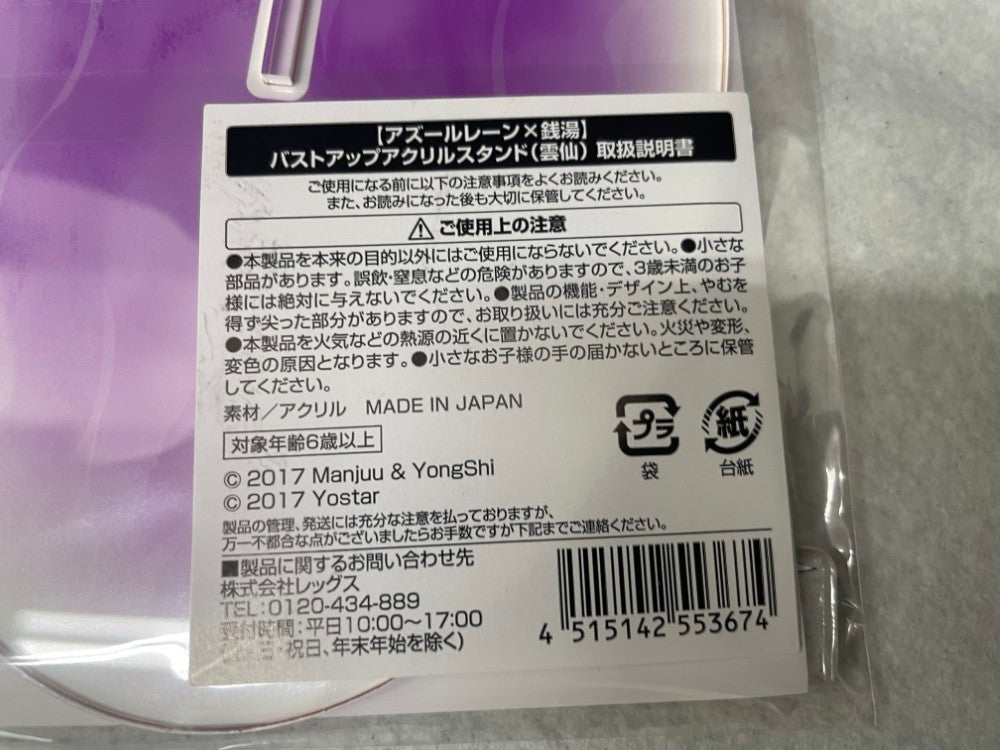 【アズールレーン×銭湯】
バストアップアクリルスタンド(雲仙) 取扱説明書
ご使用になる前に以下の注意事項をよくお読みください。
また、お読みになった後も大切に保管してください。
ご使用上の注意
●本製品を本来の目的以外にはご使用にならないでください。●小さな
部品があります。誤飲・窒息などの危険がありますので、3歳未満のお子
様には絶対に与えないでください。●製品の機能・デザイン上、やむを
得ず尖った部分がありますので、お取り扱いには充分ご注意ください。
●本製品を火気などの熱源の近くに置かないでください。火災や変形、
変色の原因となります。●小さなお子様の手の届かないところに保管
してください。
素材/アクリル MADE IN JAPAN
対象年齢6歳以上
プラ
袋
紙
台紙
© 2017 Manjuu & YongShi
© 2017 Yostar
製品の管理、発送には充分な注意を払っておりますが、
万一不都合な点がございましたらお手数ですが下記までご連絡ください。
■製品に関するお問い合わせ先
株式会社レッグス
TEL:0120-434-889
受付時間:平日10:00〜17:00
祝日、年末年始を除く)
4 515142 553674